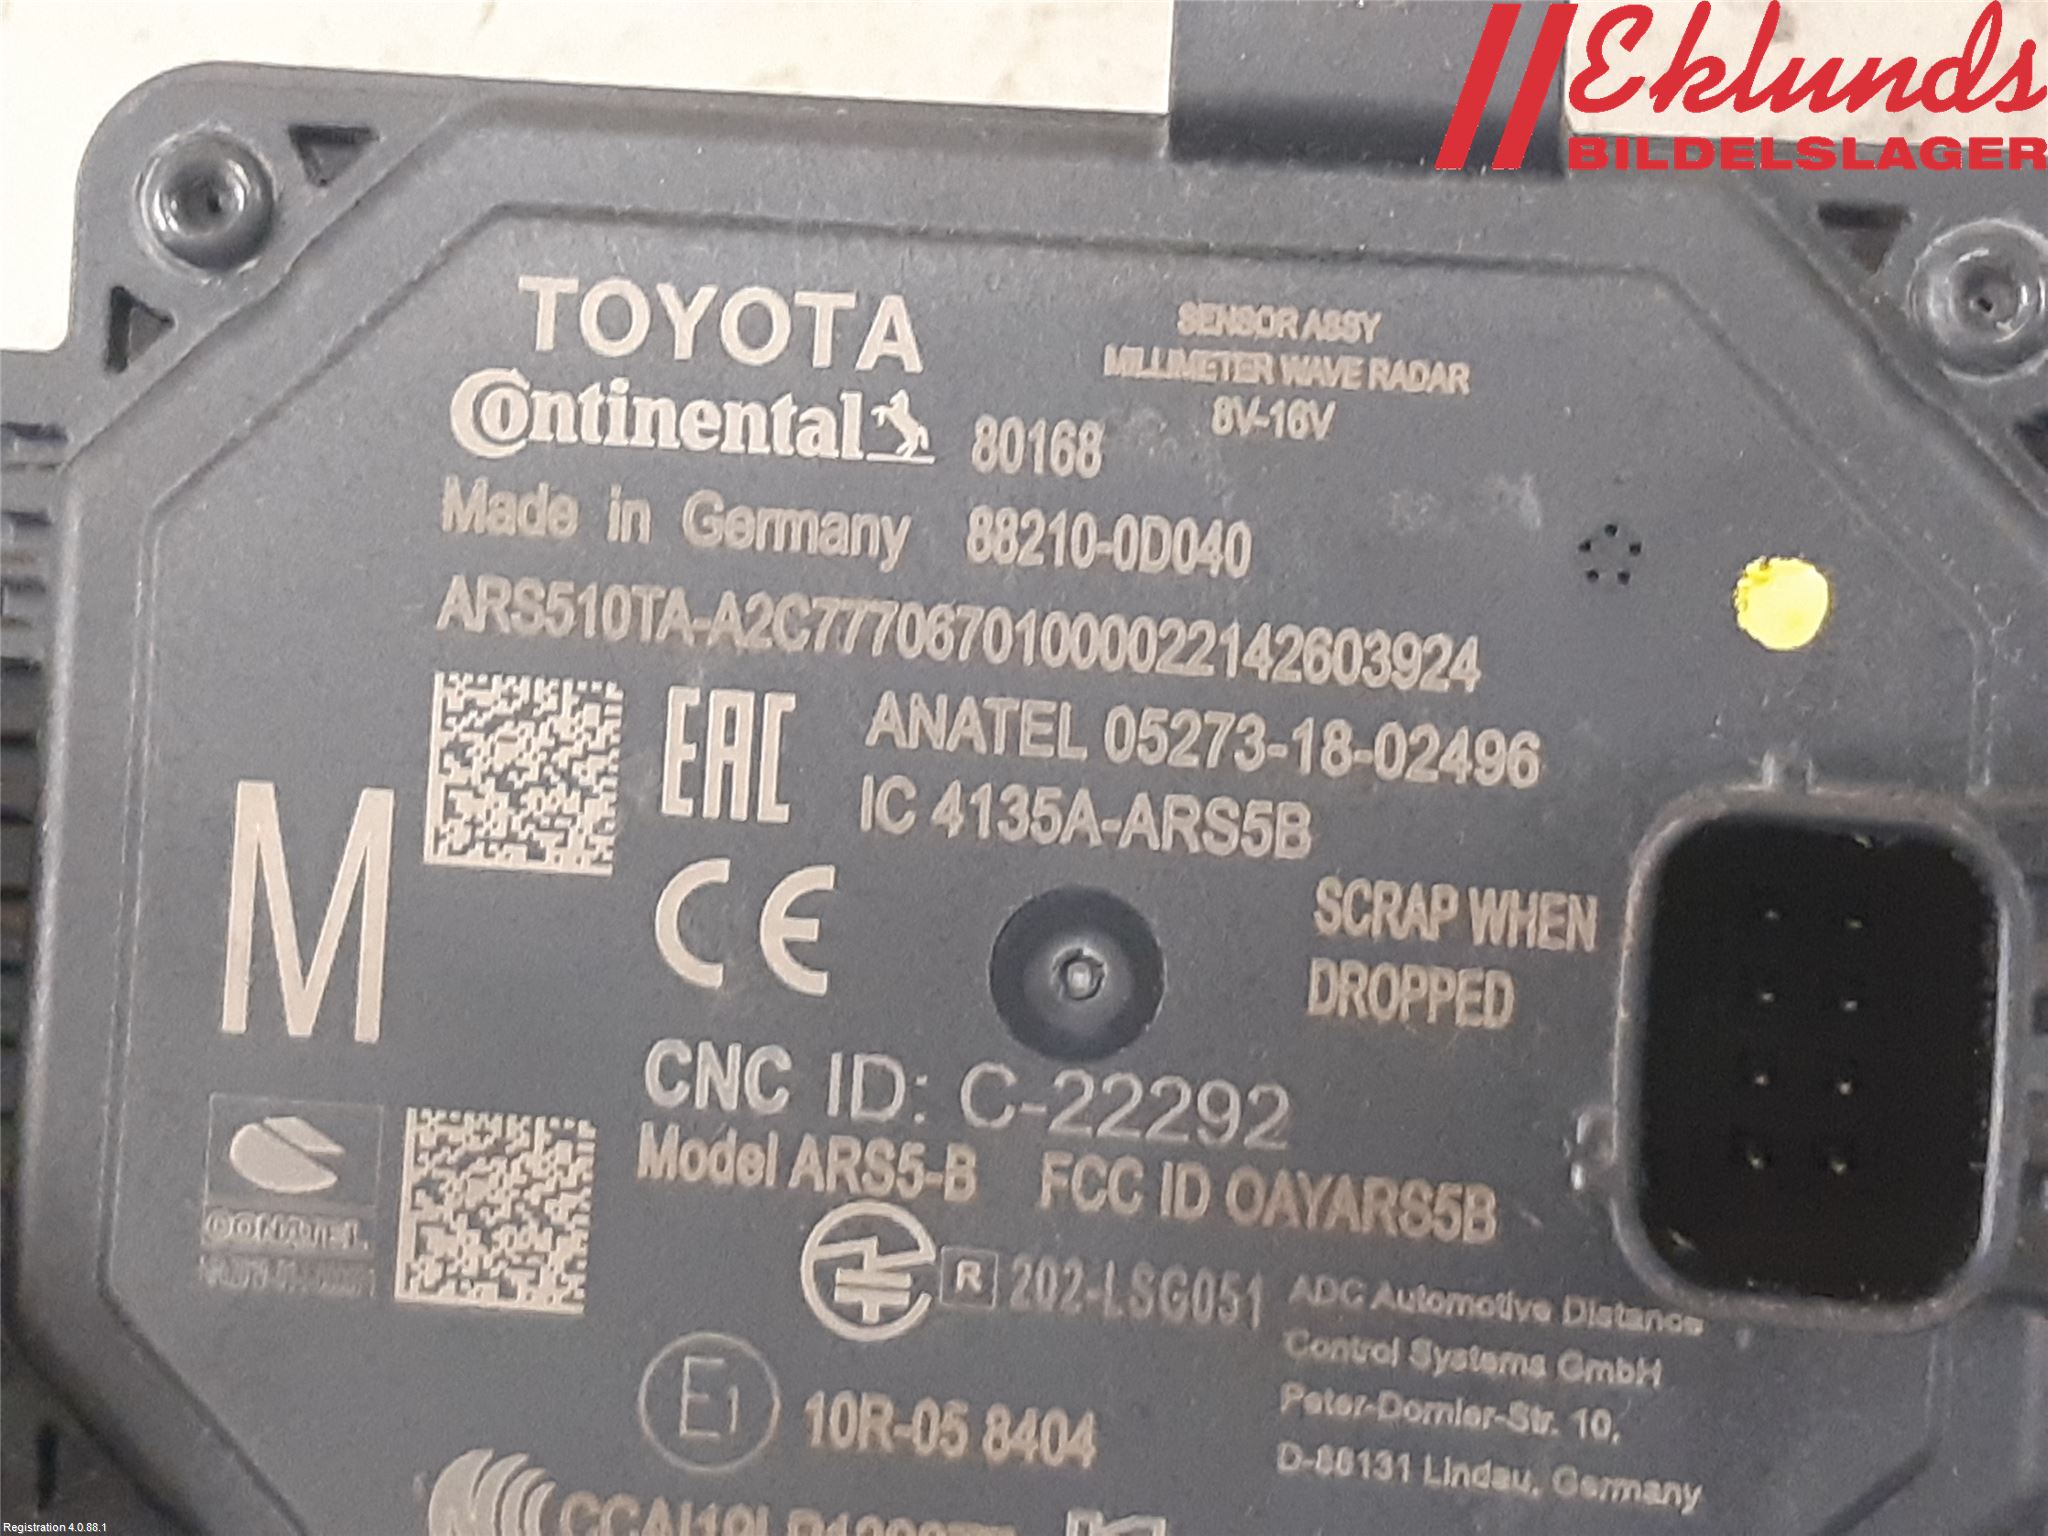 Eklunds
BILDELSLAGER
TOYOTA
SENSOR ASSY
MILLIMETER WAVE RADAR
8V-16V
Continental 80168
Made in Germany 88210-0D040
ARS510TA-A2C77706701000022142603924
EAC ANATEL 05273-18-02496
IC 4135A-ARS5B
M
CE
SCRAP WHEN
DROPPED
CNC ID: C-22292
Model ARS5-B FCC ID OAYARS5B
CONATEL
R 202-LSG051
ADC Automotive Distance
Control Systems GmbH
Peter-Dornier-Str. 10,
D-88131 Lindau, Germany
E1 10R-05 8404
Registration 4.0.88.1